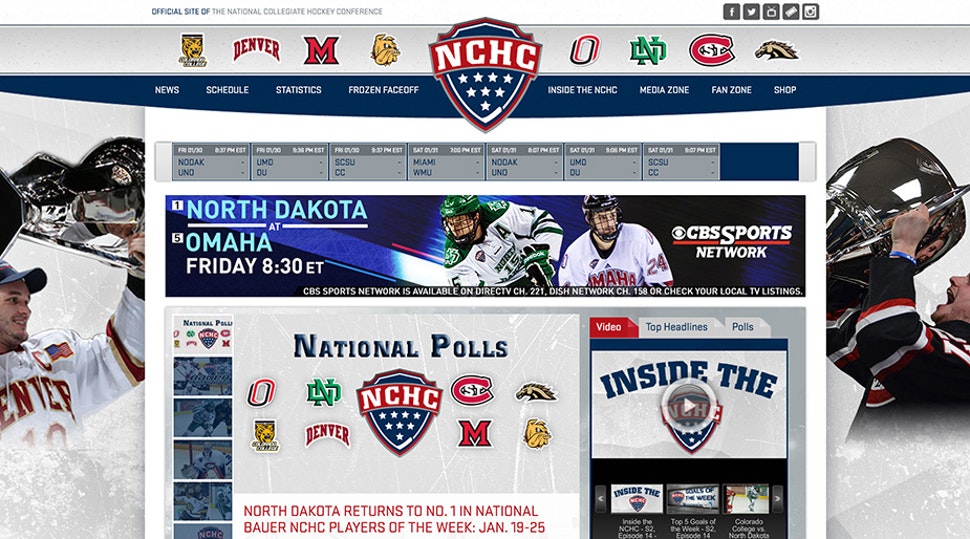 OFFICIAL SITE OF THE NATIONAL COLLEGIATE HOCKEY CONFERENCE
COLORADO COLLEGE
DENVER
M
NCHC
O
ND
ST C
NEWS SCHEDULE STATISTICS FROZEN FACEOFF INSIDE THE NCHC MEDIA ZONE FAN ZONE SHOP
FRI 01/30 8:37 PM EST
NODAK -
UNO -
FRI 01/30 9:36 PM EST
UMD -
DU -
FRI 01/30 9:37 PM EST
SCSU -
CC -
SAT 01/31 7:00 PM EST
MIAMI -
WMU -
SAT 01/31 8:07 PM EST
NODAK -
UNO -
SAT 01/31 9:06 PM EST
UMD -
DU -
SAT 01/31 9:07 PM EST
SCSU -
CC -
1 NORTH DAKOTA
AT
5 OMAHA
FRIDAY 8:30 ET
CBS SPORTS
NETWORK
OMAHA
24
CBS SPORTS NETWORK IS AVAILABLE ON DIRECTV CH. 221, DISH NETWORK CH. 158 OR CHECK YOUR LOCAL TV LISTINGS.
NATIONAL POLLS
NCHC
NATIONAL POLLS
O
ND
NCHC
ST C
COLORADO COLLEGE
DENVER
M
NORTH DAKOTA RETURNS TO NO. 1 IN NATIONAL
BAUER NCHC PLAYERS OF THE WEEK: JAN. 19-25
Video Top Headlines Polls
INSIDE THE
NCHC
INSIDE THE
GOALS OF
THE WEEK
Inside the
NCHC - S2,
Episode 14 -
Top 5 Goals of
the Week - S2,
Episode 14
Colorado
College vs.
North Dakota
DENVER